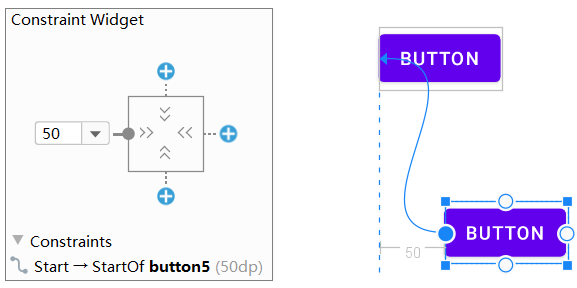 Constraint Widget
50
Constraints
Start → StartOf button5 (50dp)
BUTTON
BUTTON
50